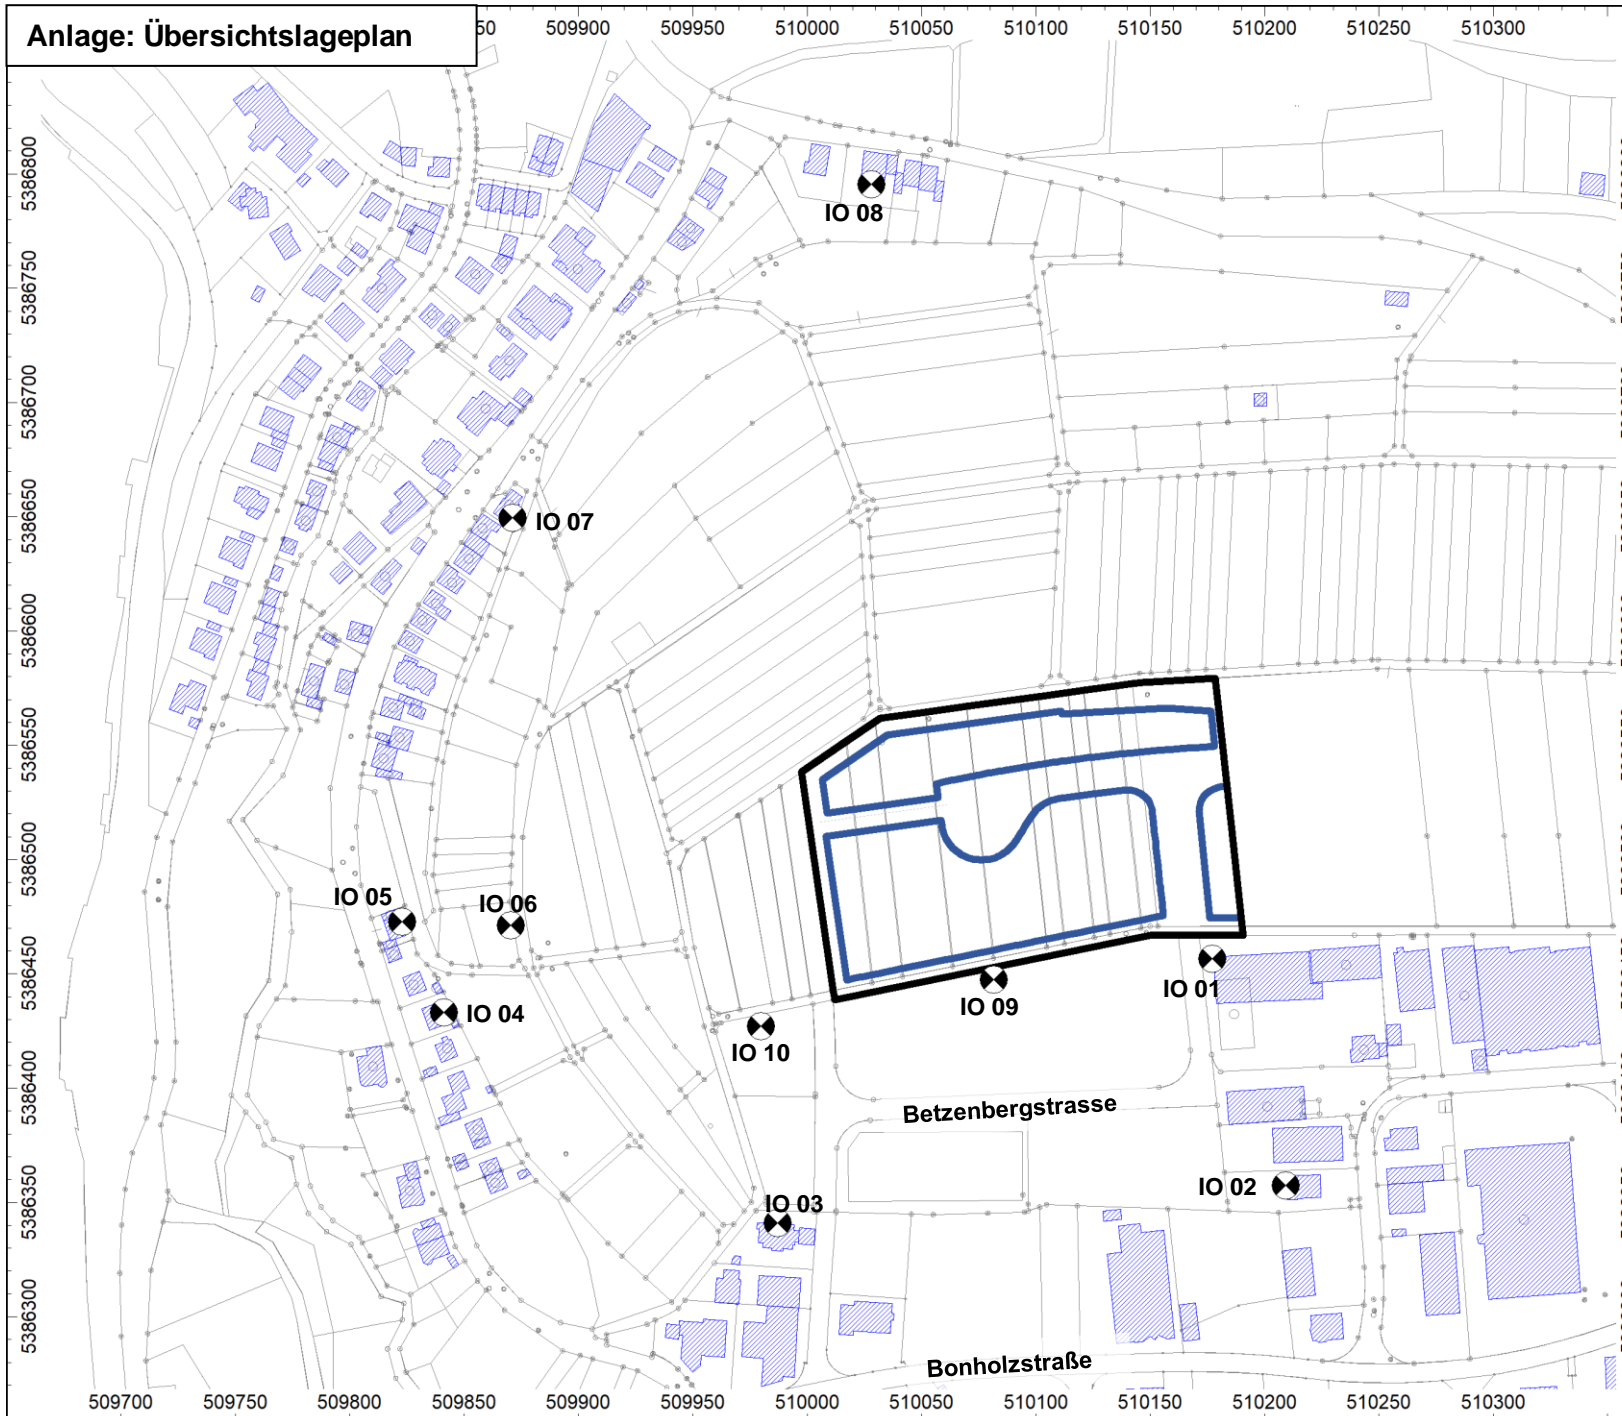 Anlage: Übersichtslageplan
50 509900 509950 510000 510050 510100 510150 510200 510250 510300
5386800
5386750
5386700
5386650
5386600
5386550
5386500
5386450
5386400
5386350
5386300
IO 08
IO 07
IO 05
IO 06
IO 04
IO 10
IO 09
IO 01
Betzenbergstrasse
IO 02
IO 03
Bonholzstraße
509700 509750 509800 509850 509900 509950 510000 510050 510100 510150 510200 510250 510300